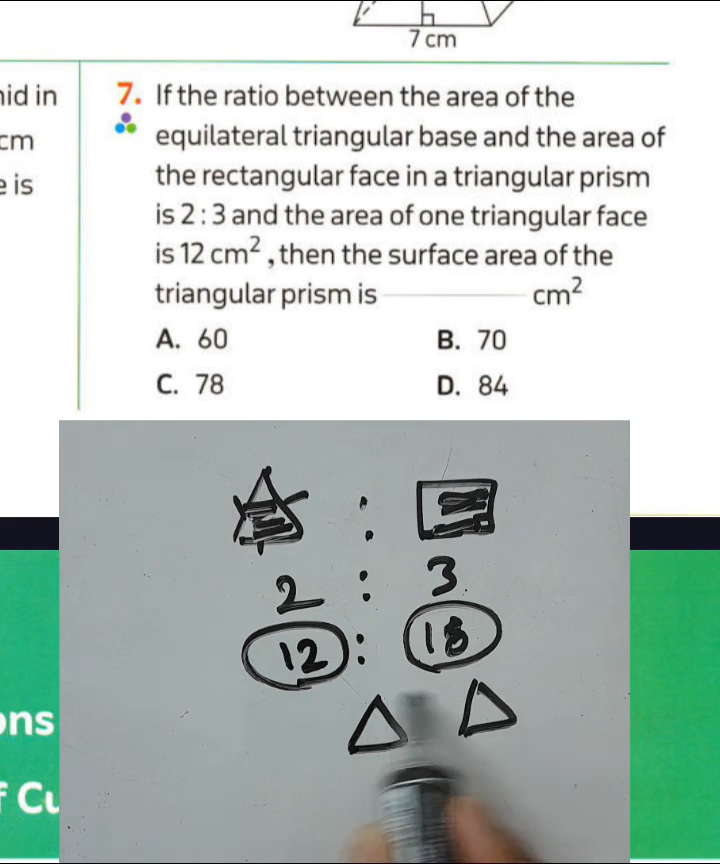 7 cm
nid in
cm
e is
7. If the ratio between the area of the
equilateral triangular base and the area of
the rectangular face in a triangular prism
is 2 : 3 and the area of one triangular face
is 12 cm², then the surface area of the
triangular prism is ———— cm²
A. 60
B. 70
C. 78
D. 84
:
2 : 3
12 : 18
ons
f Cu